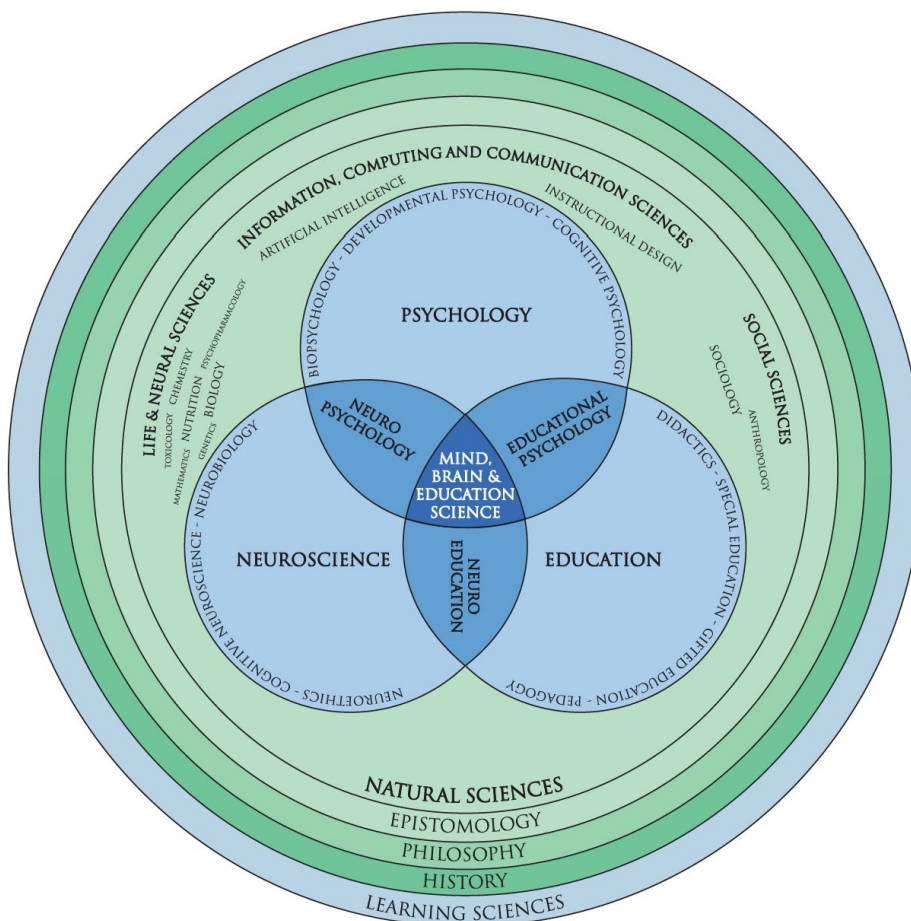 INFORMATION, COMPUTING AND COMMUNICATION SCIENCES
ARTIFICIAL INTELLIGENCE
INSTRUCTIONAL DESIGN
BIOPSYCHOLOGY - DEVELOPMENTAL PSYCHOLOGY - COGNITIVE PSYCHOLOGY
PSYCHOLOGY
LIFE & NEURAL SCIENCES
TOXICOLOGY
CHEMISTRY
PSYCHOPHARMACOLOGY
MATHEMATICS
NUTRITION
GENETICS
BIOLOGY
SOCIAL SCIENCES
SOCIOLOGY
ANTHROPOLOGY
NEURO
PSYCHOLOGY
EDUCATIONAL
PSYCHOLOGY
MIND,
BRAIN &
EDUCATION
SCIENCE
NEUROETHICS - COGNITIVE NEUROSCIENCE - NEUROBIOLOGY
NEUROSCIENCE
NEURO
EDUCATION
EDUCATION
DIDACTICS - SPECIAL EDUCATION - GIFTED EDUCATION - PEDAGOGY
NATURAL SCIENCES
EPISTOMOLOGY
PHILOSOPHY
HISTORY
LEARNING SCIENCES